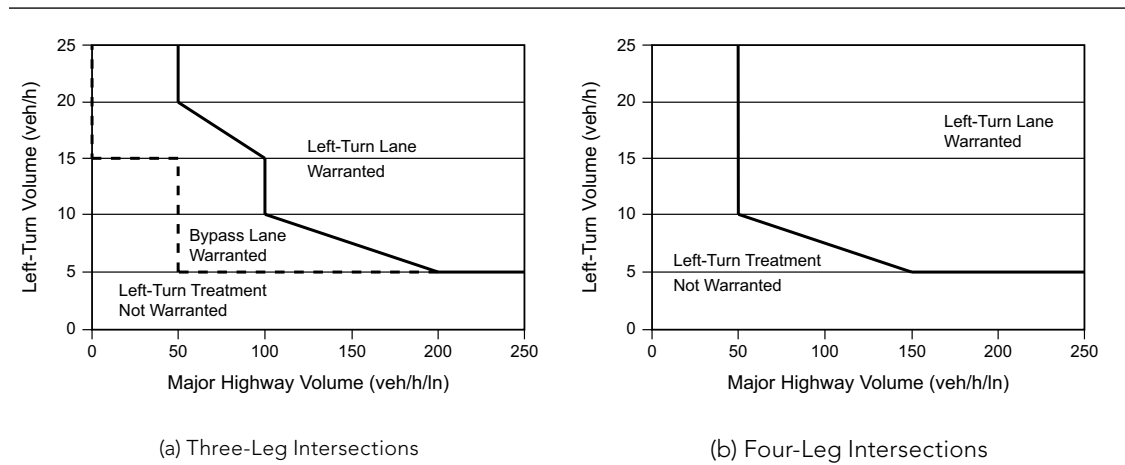 25
20
15
10
5
0
Left-Turn Volume (veh/h)
Left-Turn Lane
Warranted
Bypass Lane
Warranted
Left-Turn Treatment
Not Warranted
0 50 100 150 200 250
Major Highway Volume (veh/h/ln)
(a) Three-Leg Intersections
25
20
15
10
5
0
Left-Turn Volume (veh/h)
Left-Turn Lane
Warranted
Left-Turn Treatment
Not Warranted
0 50 100 150 200 250
Major Highway Volume (veh/h/ln)
(b) Four-Leg Intersections